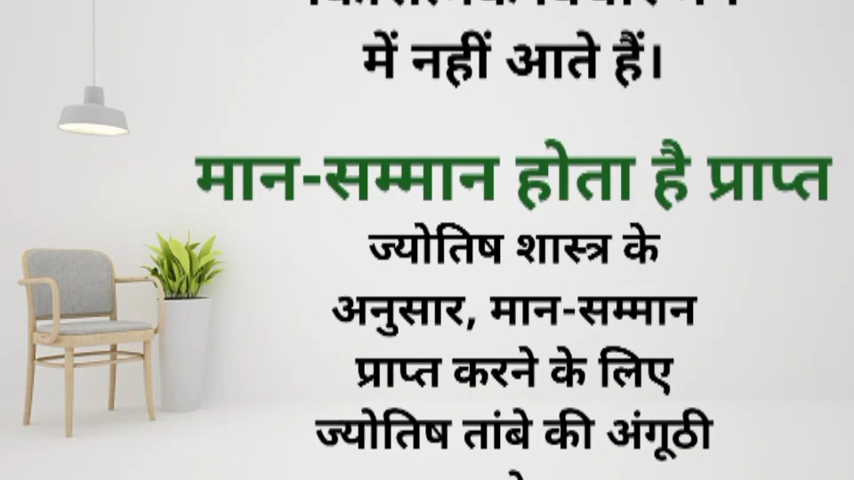 में नहीं आते हैं।
मान-सम्मान होता है प्राप्त
ज्योतिष शास्त्र के
अनुसार, मान-सम्मान
प्राप्त करने के लिए
ज्योतिष तांबे की अंगूठी